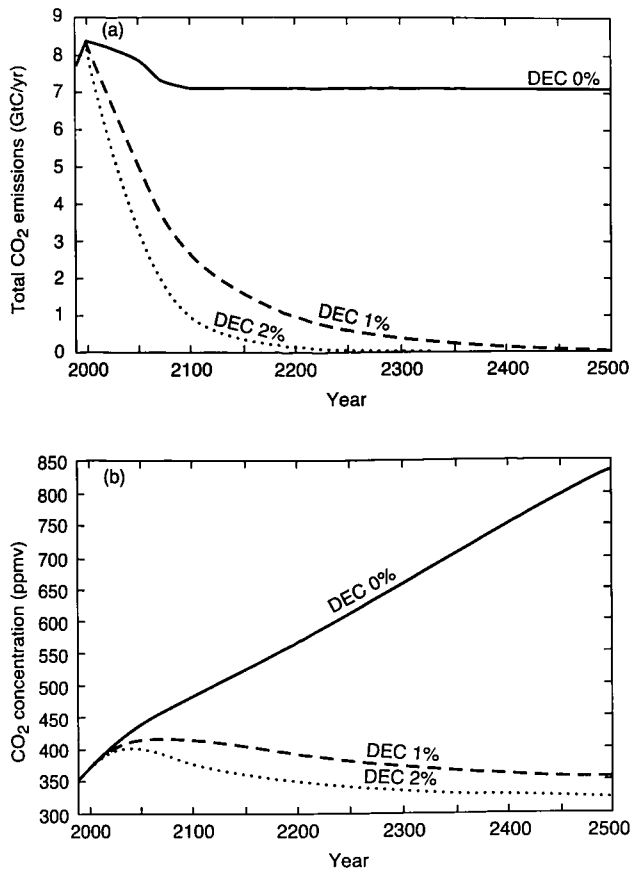 (a)
Total CO2 emissions (GtC/yr)
9
8
7
6
5
4
3
2
1
0
DEC 0%
DEC 1%
DEC 2%
2000 2100 2200 2300 2400 2500
Year
(b)
CO2 concentration (ppmv)
850
800
750
700
650
600
550
500
450
400
350
300
DEC 0%
DEC 1%
DEC 2%
2000 2100 2200 2300 2400 2500
Year